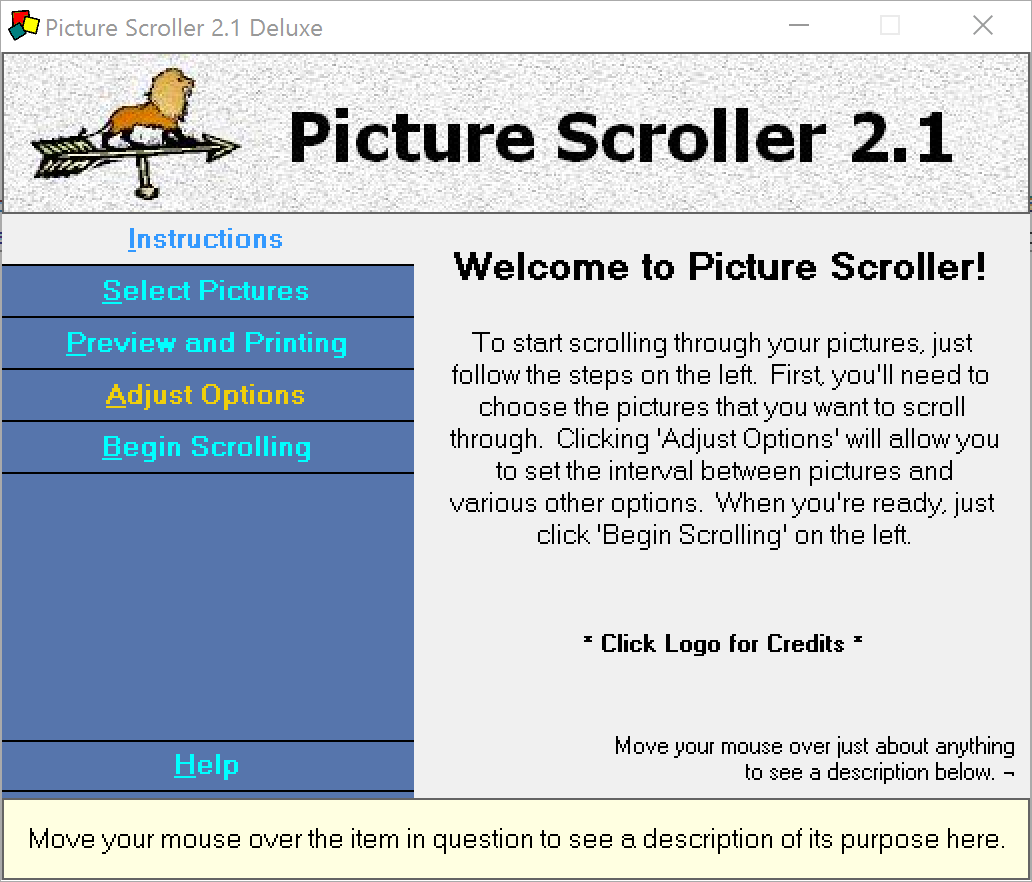 Picture Scroller 2.1 Deluxe
Picture Scroller 2.1
Instructions
Select Pictures
Preview and Printing
Adjust Options
Begin Scrolling
Help
Welcome to Picture Scroller!
To start scrolling through your pictures, just
follow the steps on the left.  First, you'll need to
choose the pictures that you want to scroll
through.  Clicking 'Adjust Options' will allow you
to set the interval between pictures and
various other options.  When you're ready, just
click 'Begin Scrolling' on the left.
* Click Logo for Credits *
Move your mouse over just about anything
to see a description below. ¬
Move your mouse over the item in question to see a description of its purpose here.